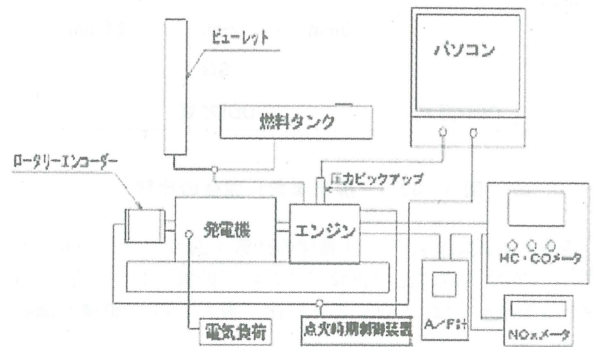 ビューレット
パソコン
燃料タンク
ロータリーエンコーダー
圧力ピックアップ
発電機
エンジン
HC・COメータ
電気負荷
点火時期制御装置
A/F計
NOxメータ